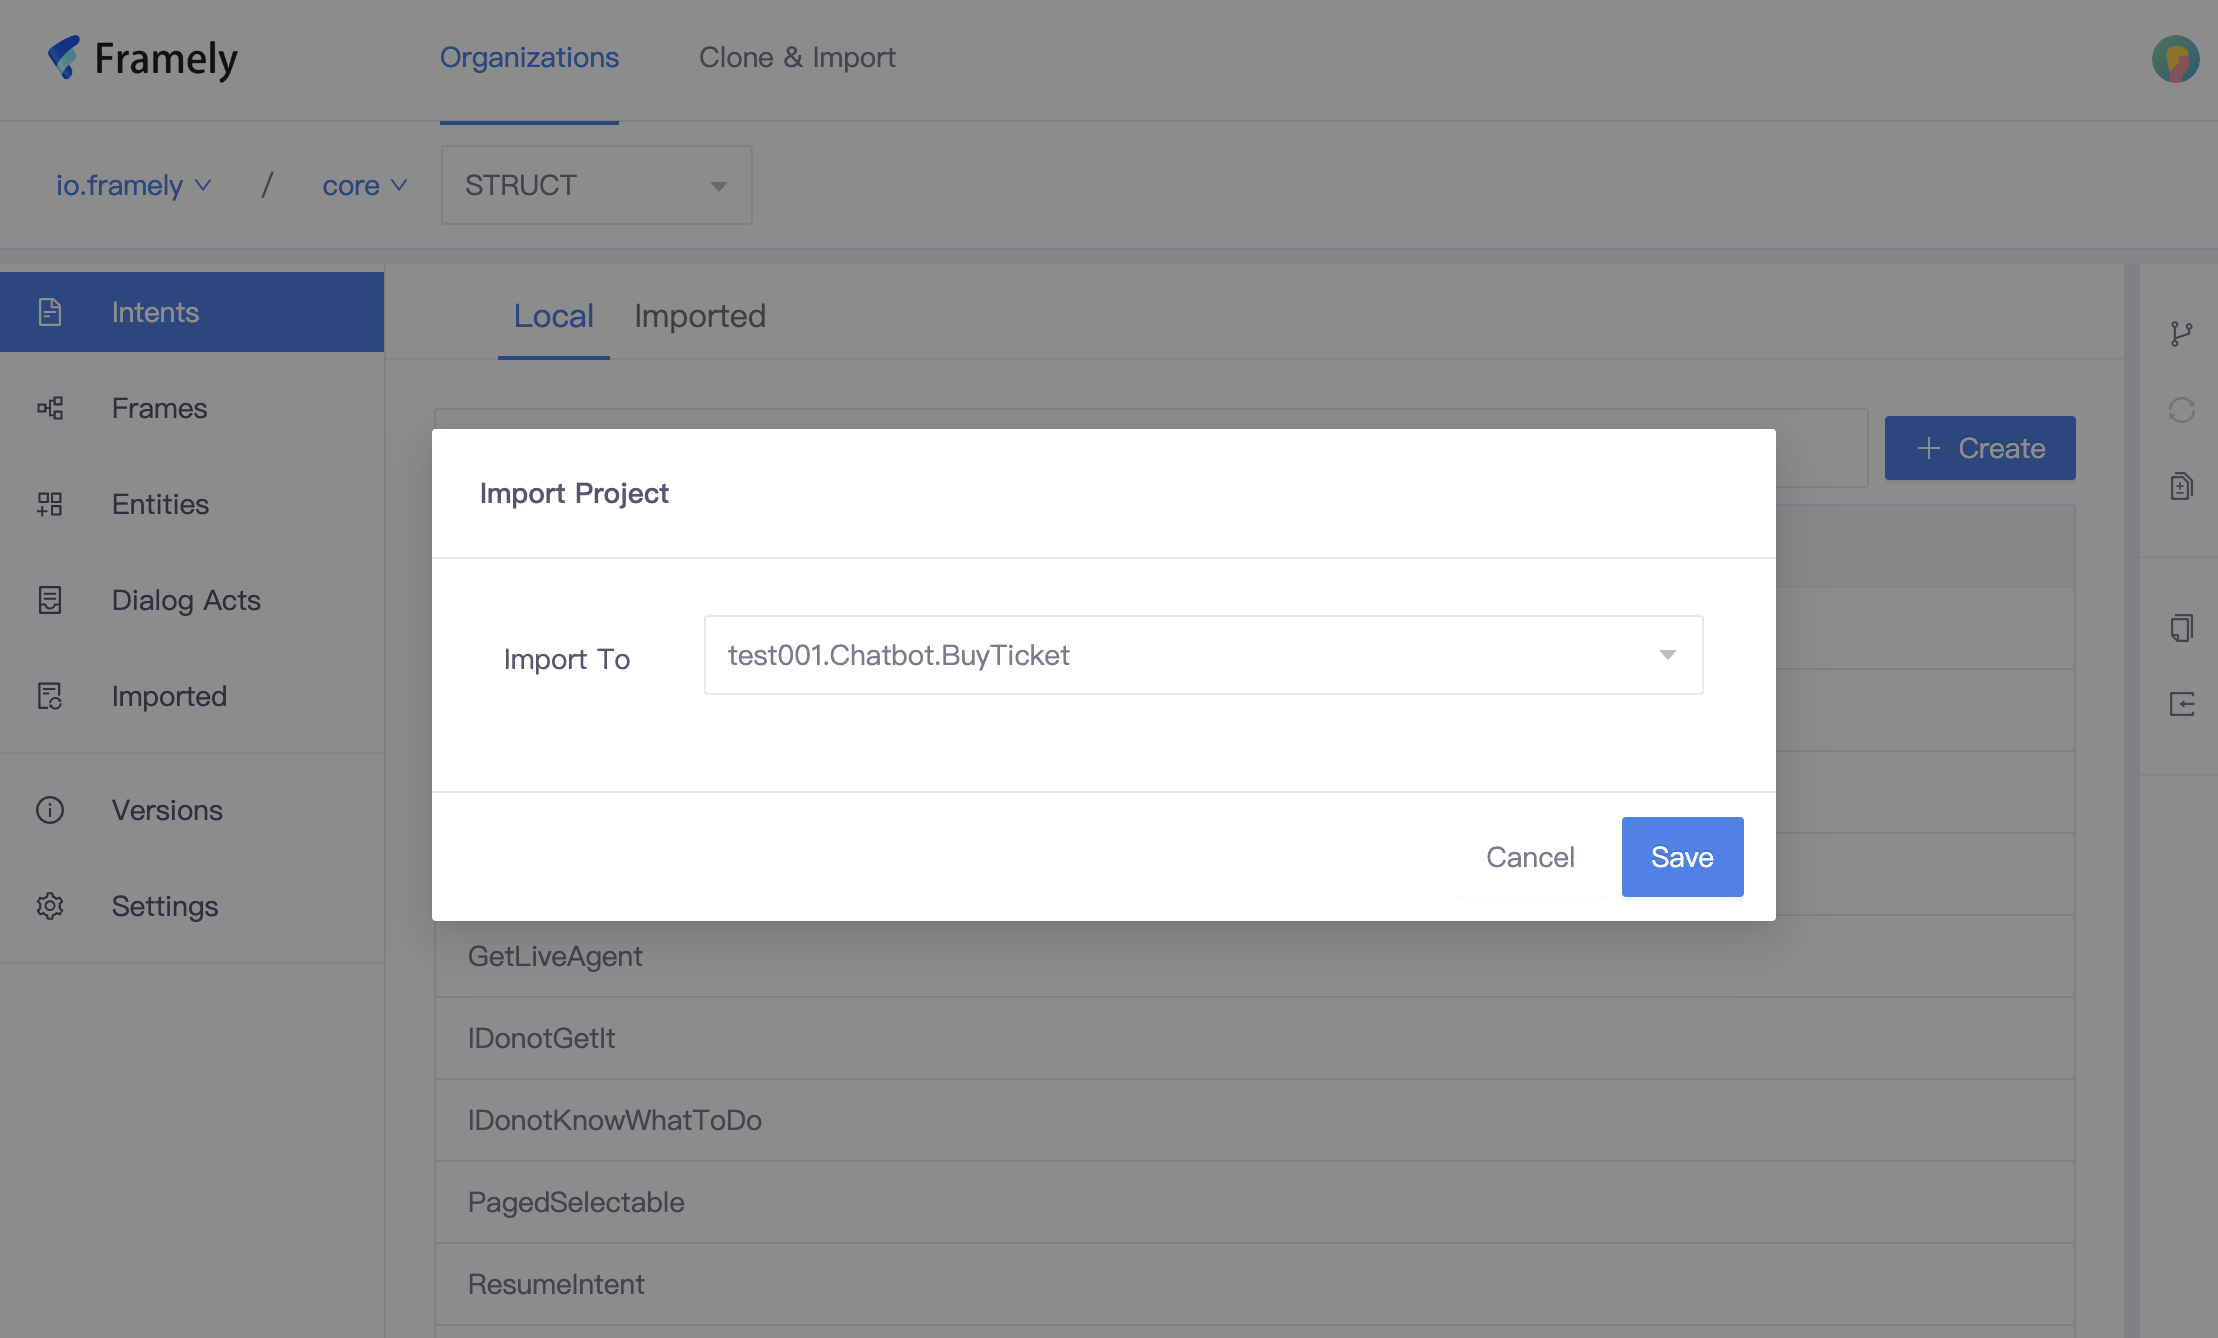 Framely
Organizations
Clone & Import
io.framely
/
core
STRUCT
Intents
Frames
Entities
Dialog Acts
Imported
Versions
Settings
Local
Imported
Create
Import Project
Import To
test001.Chatbot.BuyTicket
Cancel
Save
GetLiveAgent
IDonotGetIt
IDonotKnowWhatToDo
PagedSelectable
ResumeIntent